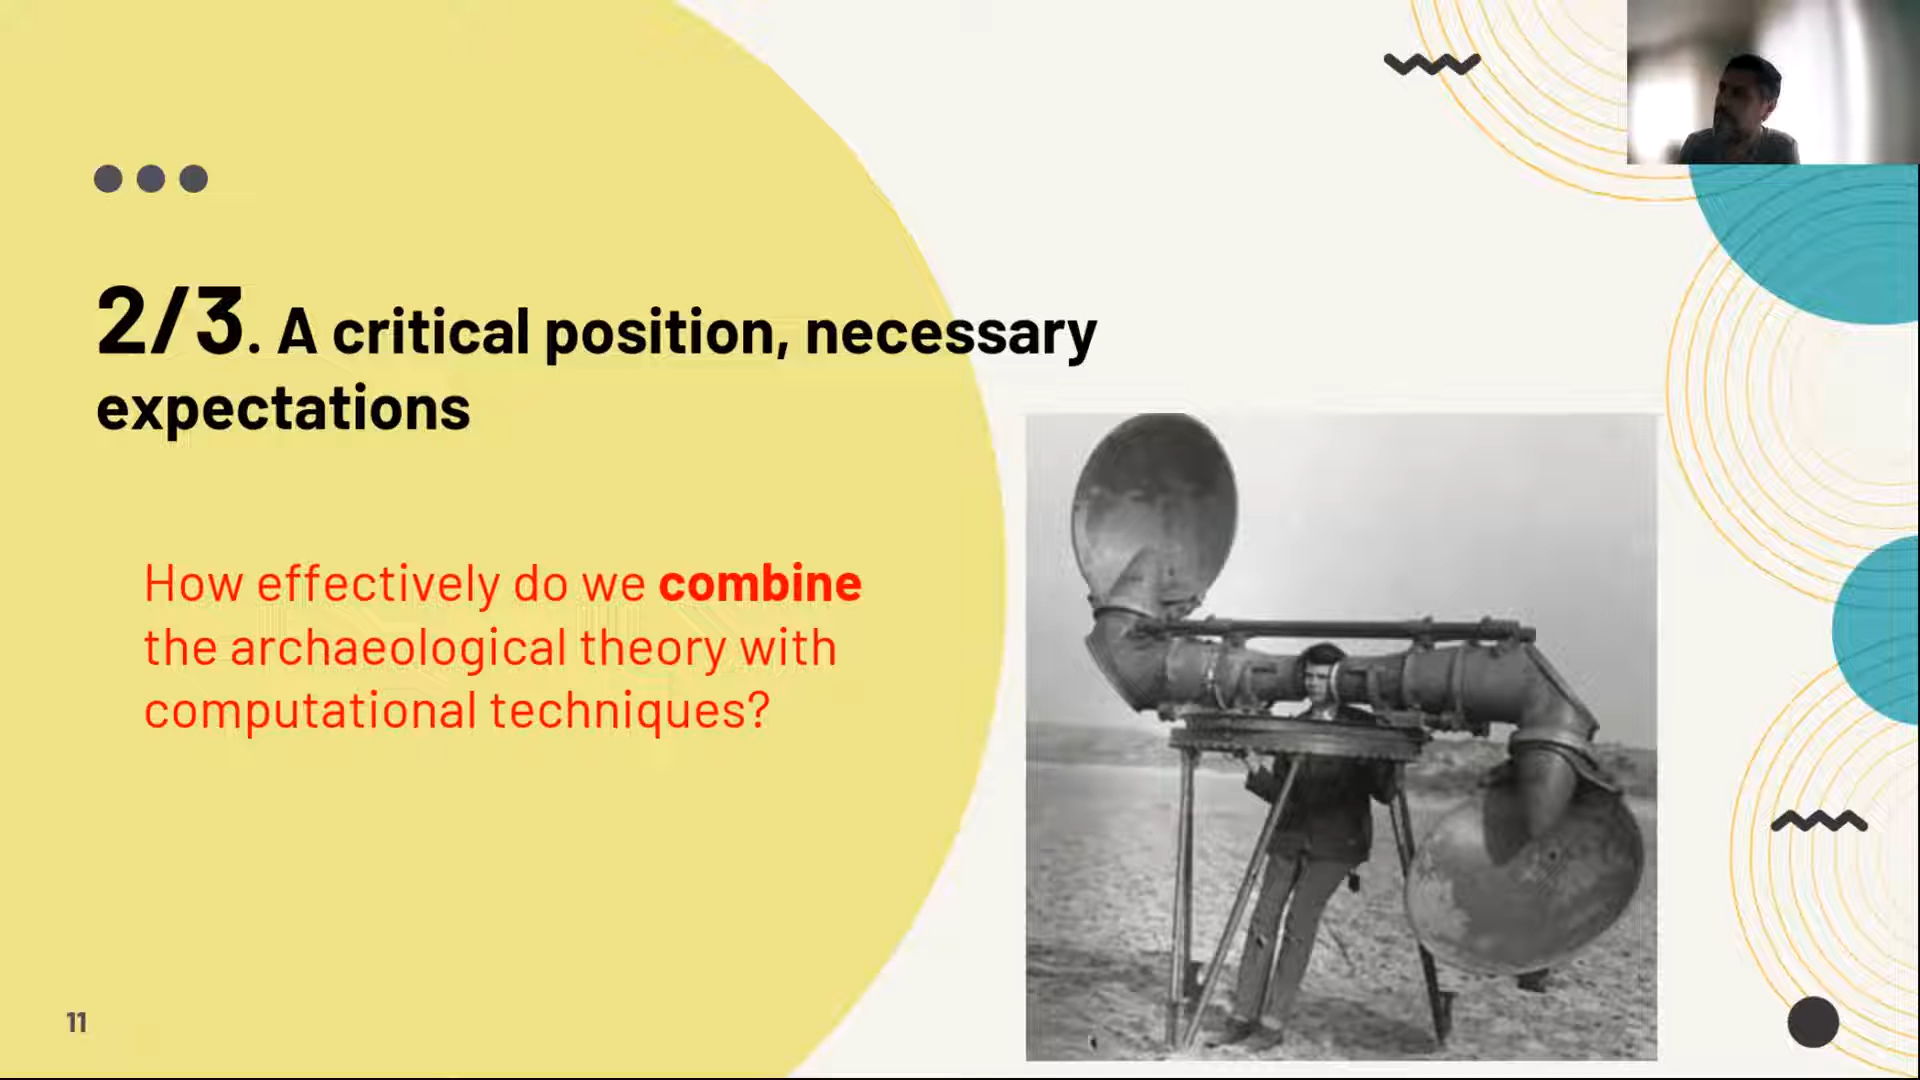 2/3. A critical position, necessary
expectations
How effectively do we combine
the archaeological theory with
computational techniques?
11